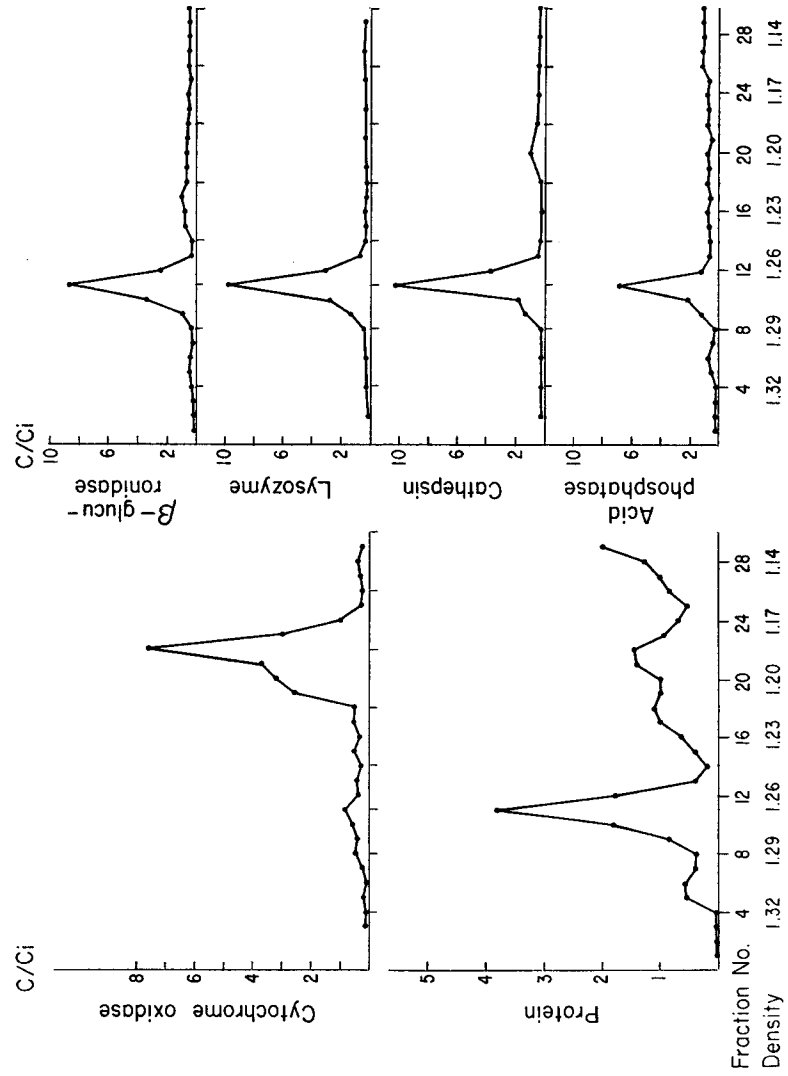 C/Ci
Cytochrome oxidase
8
6
4
2
Protein
5
4
3
2
1
Fraction No. 4 8 12 16 20 24 28
Density 1.32 1.29 1.26 1.23 1.20 1.17 1.14
C/Ci
β-glucu-
ronidase
10
6
2
Lysozyme
10
6
2
Cathepsin
10
6
2
Acid
phosphatase
10
6
2
4 8 12 16 20 24 28
1.32 1.29 1.26 1.23 1.20 1.17 1.14